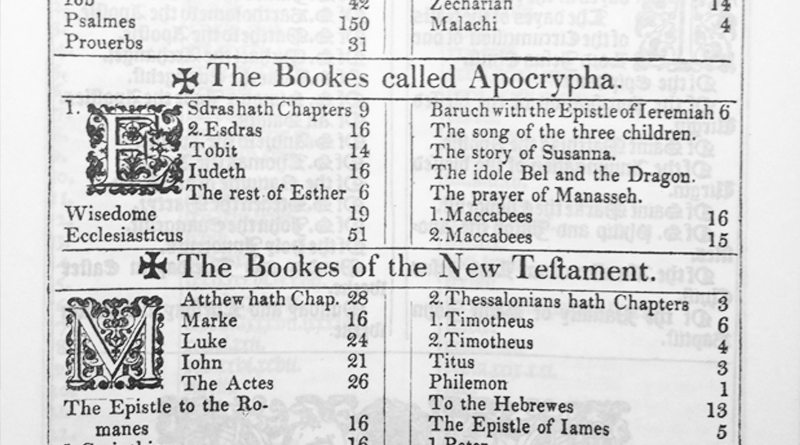 Iob 42
Psalmes 150
Prouerbs 31
Zechariah 14
Malachi 4
✠ The Bookes called Apocrypha.
1. ESdras hath Chapters 9
2.Esdras 16
Tobit 14
Iudeth 16
The rest of Esther 6
Wisedome 19
Ecclesiasticus 51
Baruch with the Epistle of Ieremiah 6
The song of the three children.
The story of Susanna.
The idole Bel and the Dragon.
The prayer of Manasseh.
1.Maccabees 16
2.Maccabees 15
✠ The Bookes of the New Teſtament.
MAtthew hath Chap. 28
Marke 16
Luke 24
Iohn 21
The Actes 26
The Epistle to the Ro-
manes 16
2.Thessalonians hath Chapters 3
1.Timotheus 6
2.Timotheus 4
Titus 3
Philemon 1
To the Hebrewes 13
The Epistle of Iames 5
1.Peter